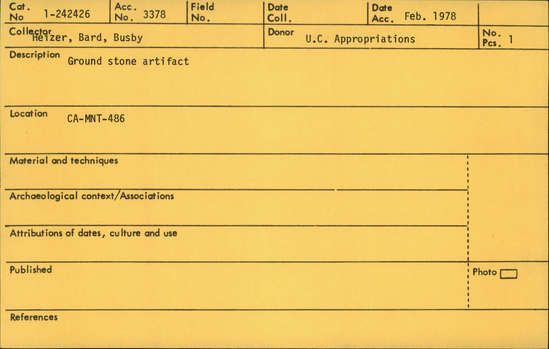 Cat. No 1-242426 Acc. No. 3378 Field No. Date Coll. Date Acc. Feb. 1978
Collector Heizer, Bard, Busby Donor U.C. Appropriations No. Pcs. 1
Description Ground stone artifact
Location CA-MNT-486
Material and techniques
Archaeological context/Associations
Attributions of dates, culture and use
Published Photo
References